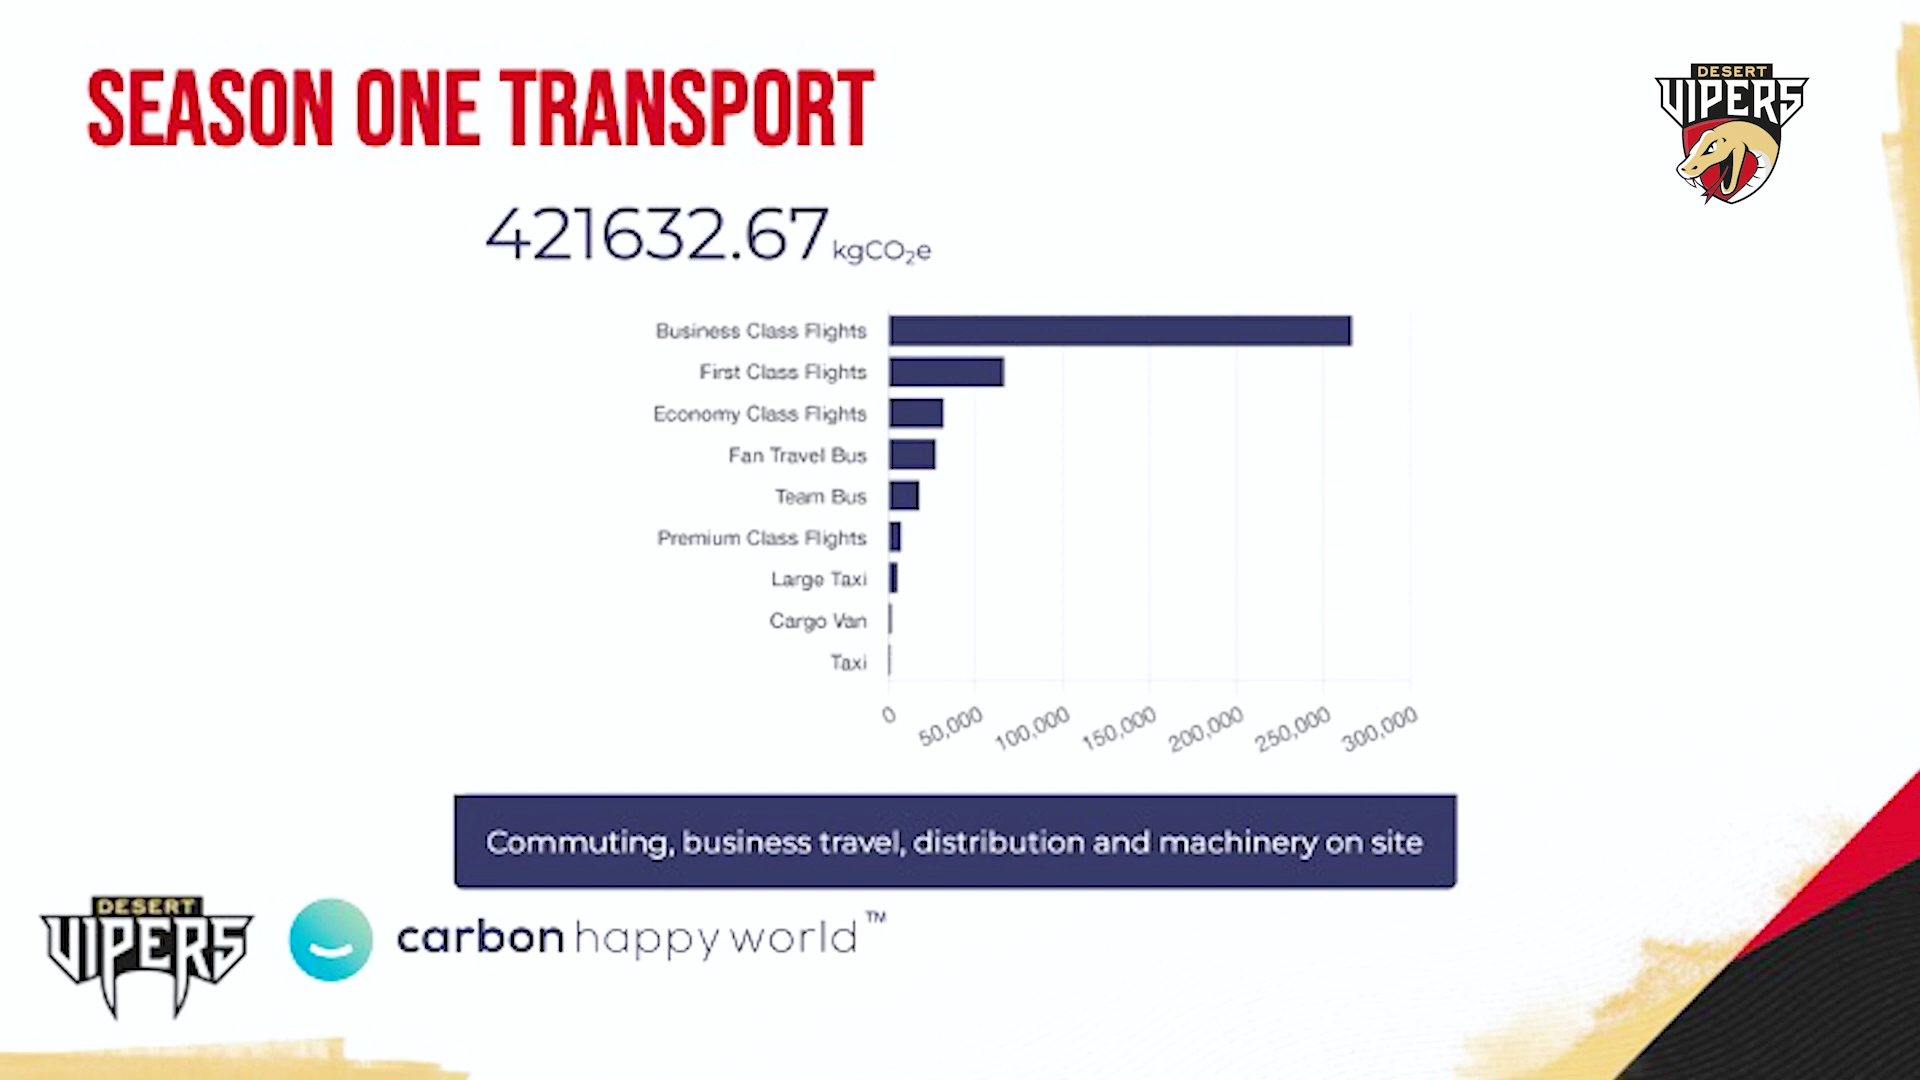 SEASON ONE TRANSPORT
DESERT
VIPERS
421632.67 kgCO₂e
Business Class Flights
First Class Flights
Economy Class Flights
Fan Travel Bus
Team Bus
Premium Class Flights
Large Taxi
Cargo Van
Taxi
0 50,000 100,000 150,000 200,000 250,000 300,000
Commuting, business travel, distribution and machinery on site
DESERT
VIPERS
carbon happy world™